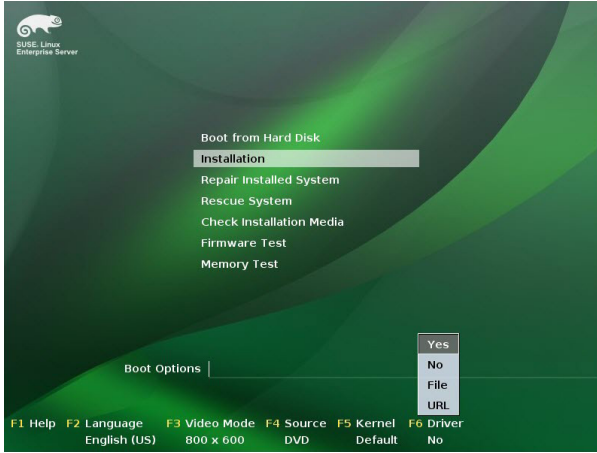 SUSE. Linux
Enterprise Server
Boot from Hard Disk
Installation
Repair Installed System
Rescue System
Check Installation Media
Firmware Test
Memory Test
Boot Options
Yes
No
File
URL
F1 Help F2 Language F3 Video Mode F4 Source F5 Kernel F6 Driver
English (US) 800 x 600 DVD Default No